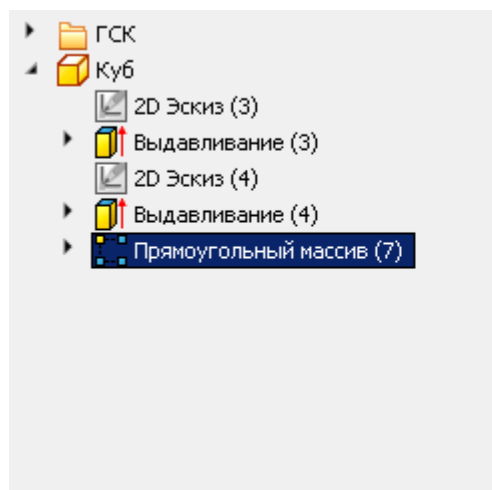 ГСК
Куб
2D Эскиз (3)
Выдавливание (3)
2D Эскиз (4)
Выдавливание (4)
Прямоугольный массив (7)